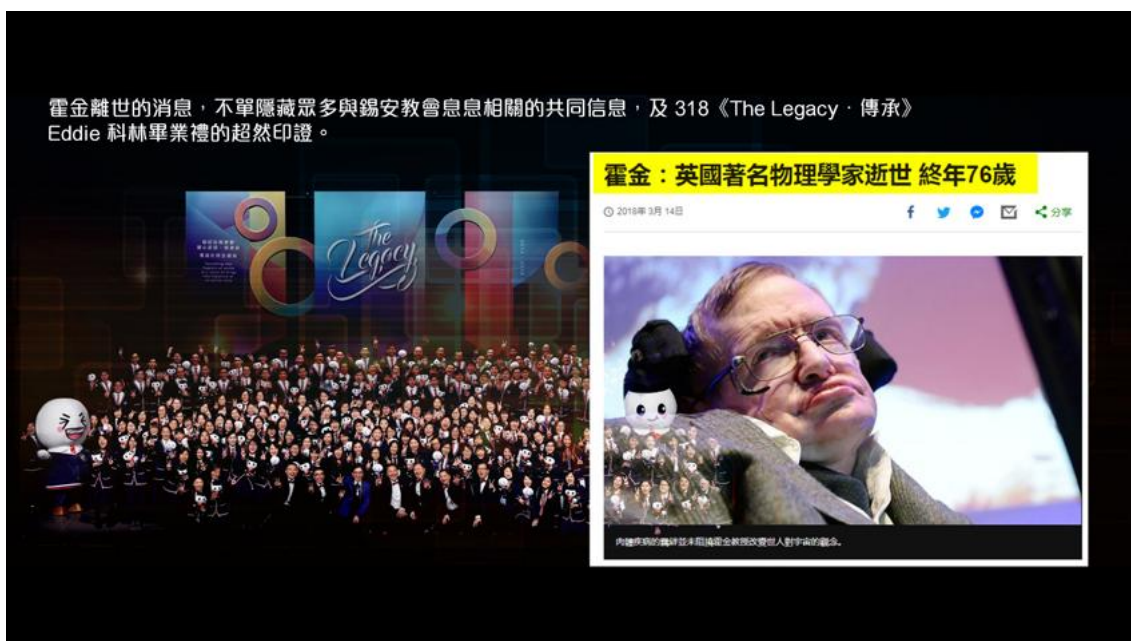 霍金離世的消息，不單隱藏眾多與錫安教會息息相關的共同信息，及 318《The Legacy．傳承》
Eddie 科林畢業禮的超然印證。
霍金：英國著名物理學家逝世 終年76歲
2018年 3月 14日
分享
The
Legacy